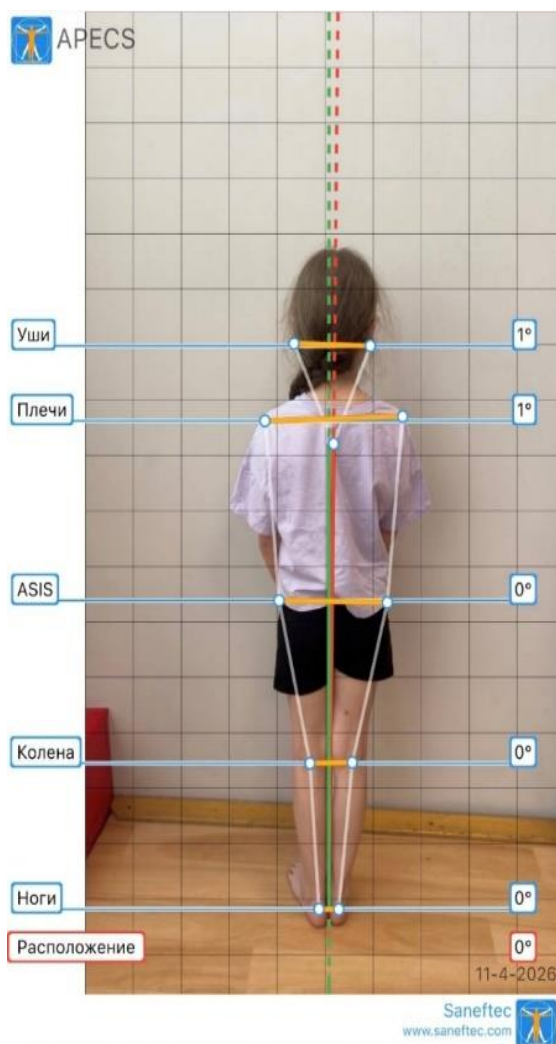 APECS
Уши 1°
Плечи 1°
ASIS 0°
Колена 0°
Ноги 0°
Расположение 0°
11-4-2026
Saneftec
www.saneftec.com